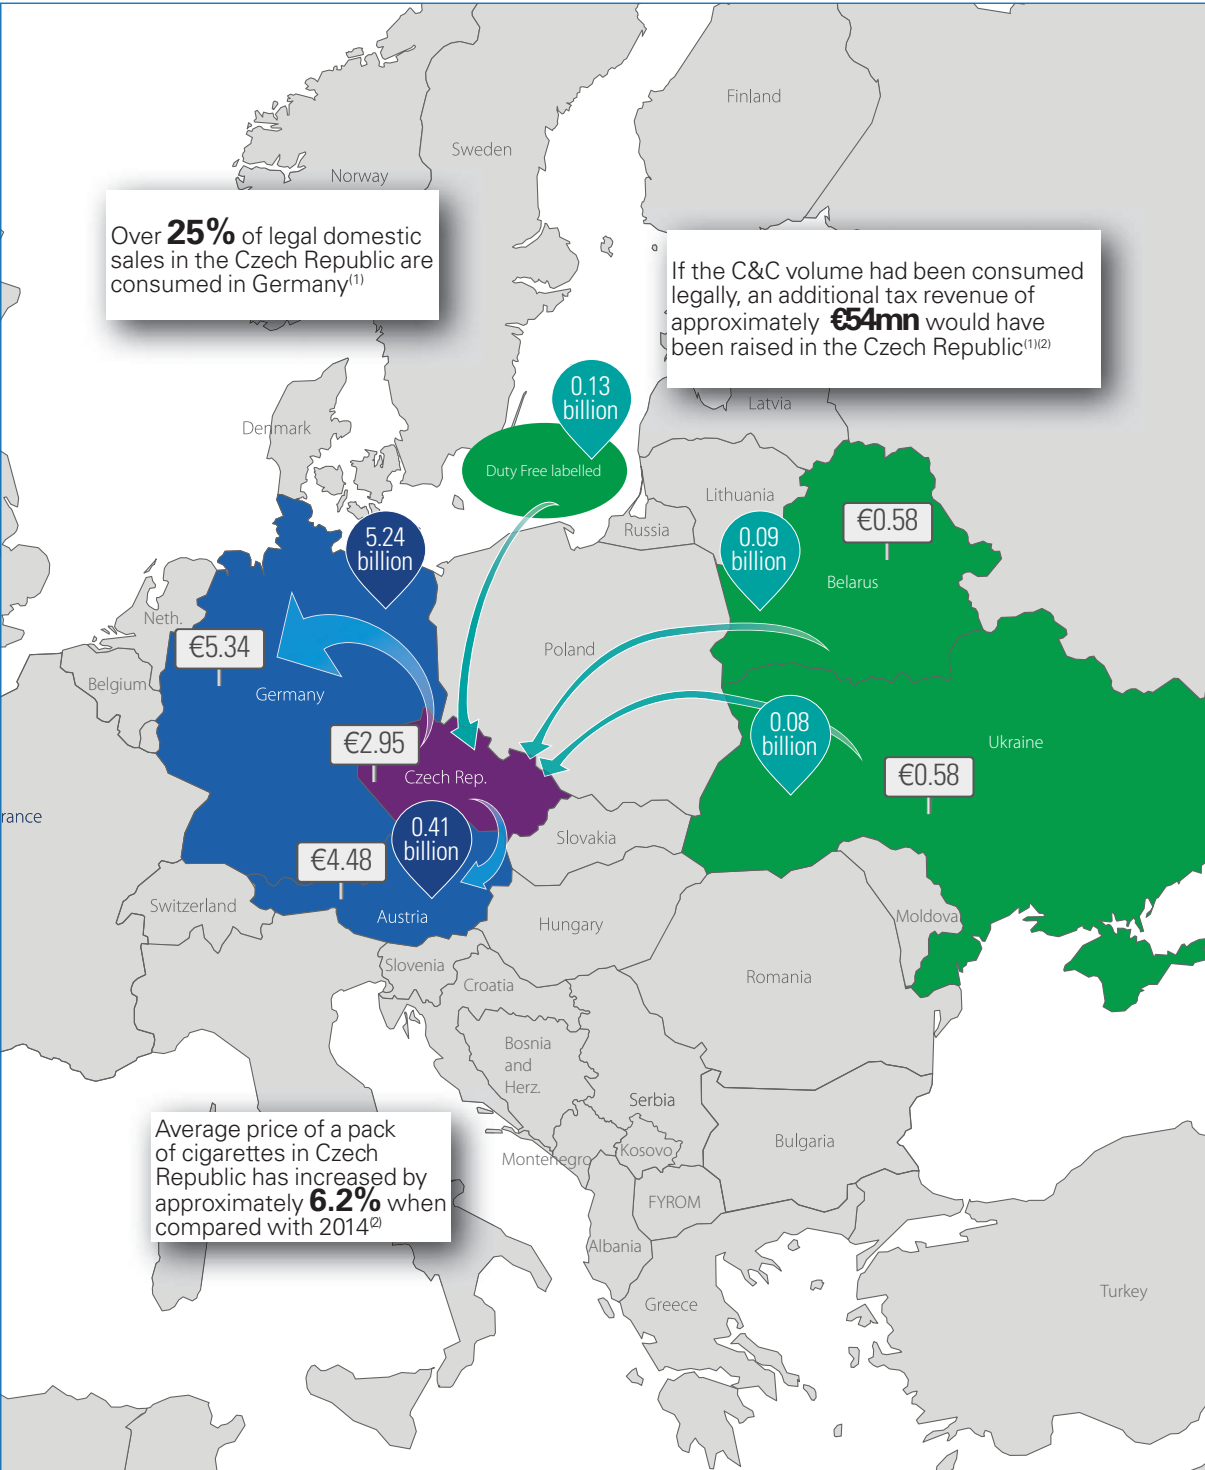 Finland
Sweden
Norway
Over 25% of legal domestic
sales in the Czech Republic are
consumed in Germany(1)
If the C&C volume had been consumed
legally, an additional tax revenue of
approximately €54mn would have
been raised in the Czech Republic(1)(2)
0.13
billion
Latvia
Denmark
Duty Free labelled
Lithuania
€0.58
Russia
5.24
billion
0.09
billion
Belarus
Neth.
€5.34
Poland
Belgium
Germany
0.08
billion
€2.95
Ukraine
Czech Rep.
€0.58
rance
0.41
billion
Slovakia
€4.48
Switzerland
Austria
Hungary
Moldova
Slovenia
Croatia
Romania
Bosnia
and
Herz.
Serbia
Average price of a pack
of cigarettes in Czech
Republic has increased by
approximately 6.2% when
compared with 2014(2)
Bulgaria
Kosovo
Montenegro
FYROM
Albania
Greece
Turkey